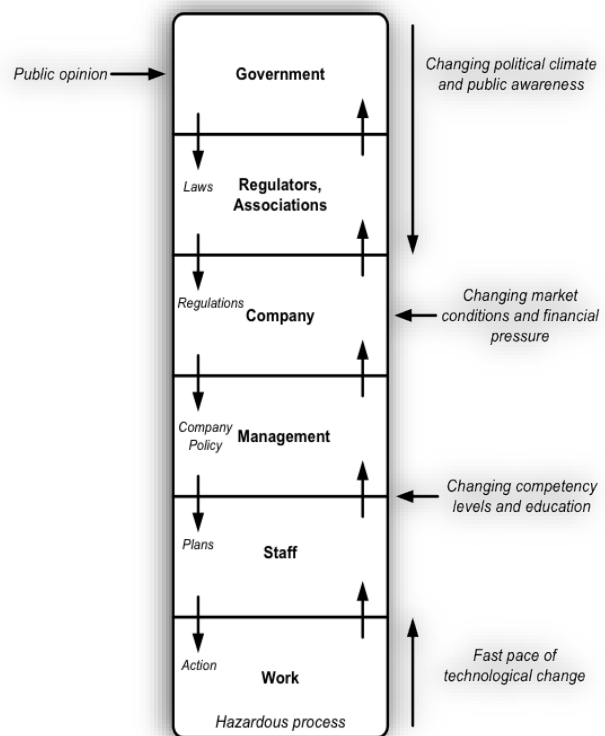 Public opinion
Government
Changing political climate
and public awareness
Laws
Regulators,
Associations
Regulations
Company
Changing market
conditions and financial
pressure
Company
Policy
Management
Changing competency
levels and education
Plans
Staff
Action
Work
Fast pace of
technological change
Hazardous process